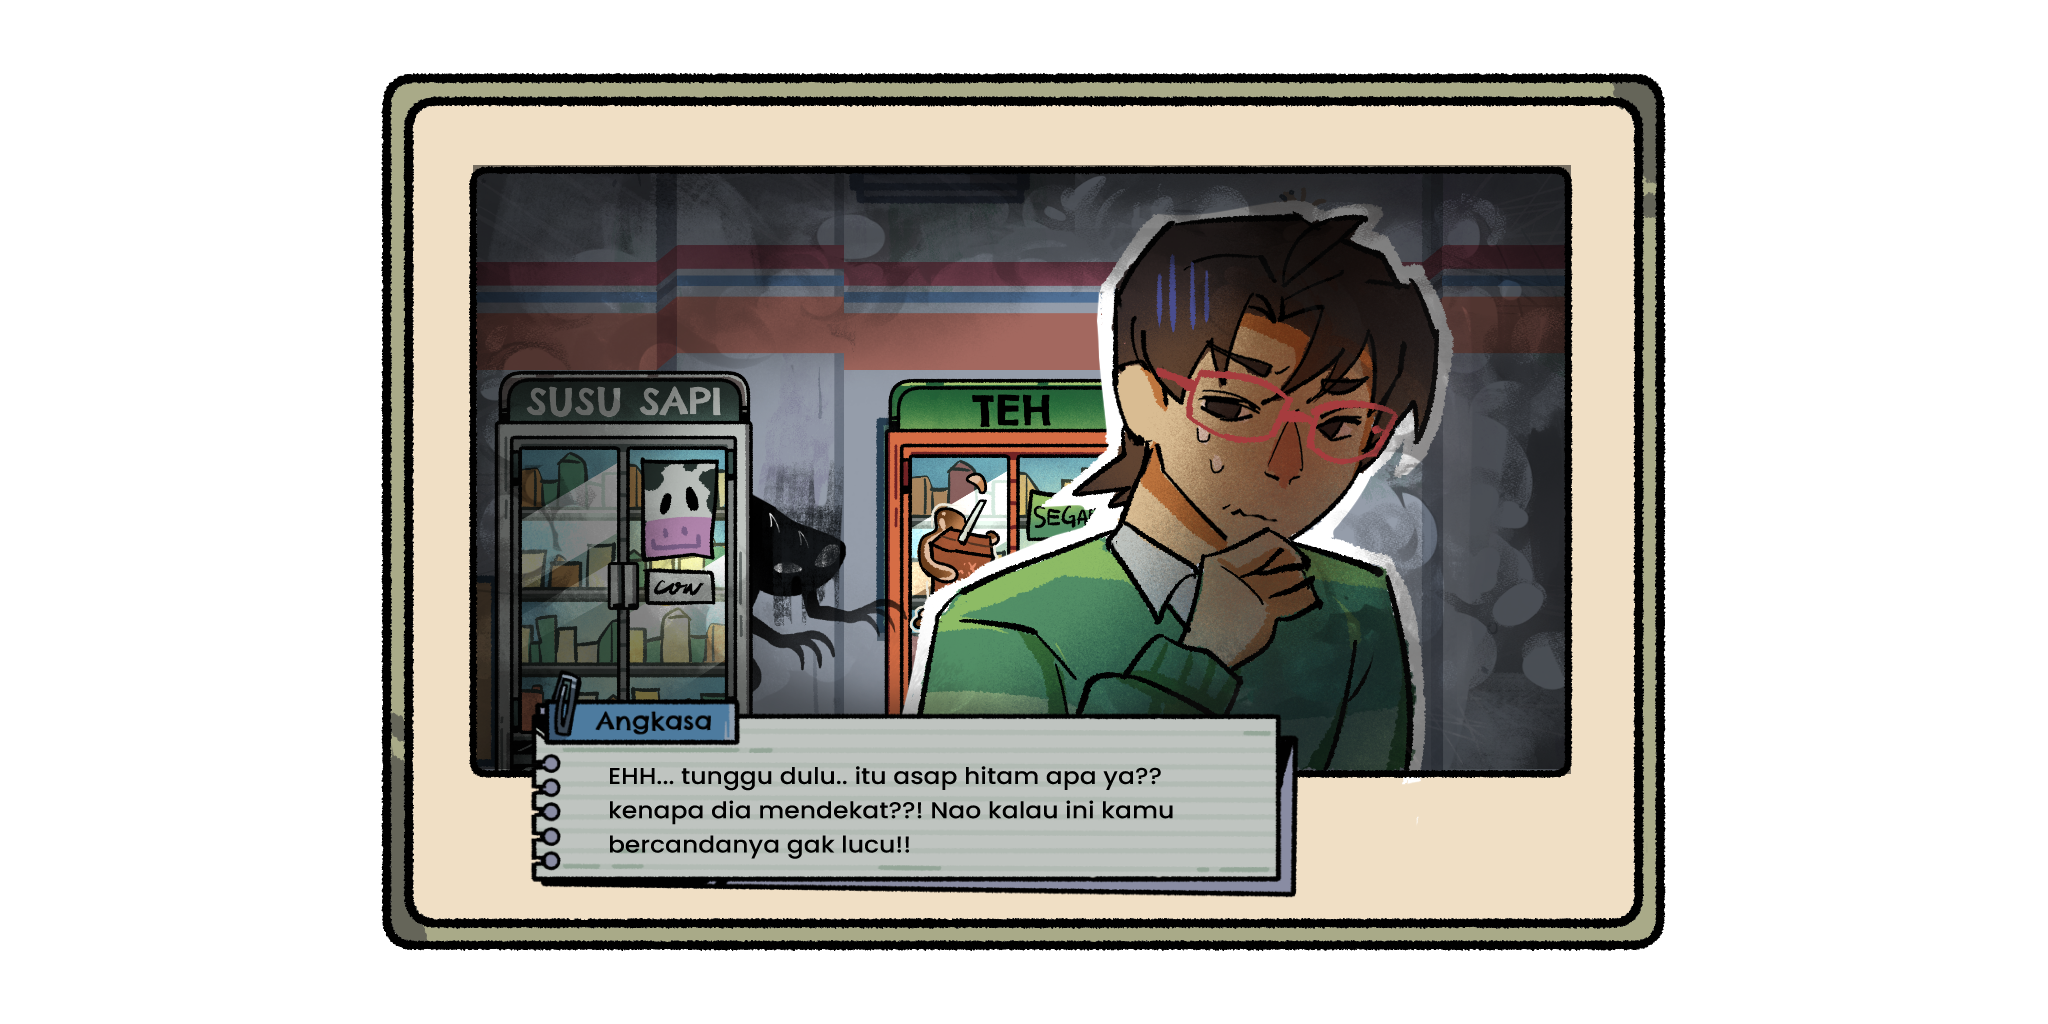 SUSU SAPI
TEH
SEGA
cow
Angkasa
EHH... tunggu dulu.. itu asap hitam apa ya??
kenapa dia mendekat??! Nao kalau ini kamu
bercandanya gak lucu!!